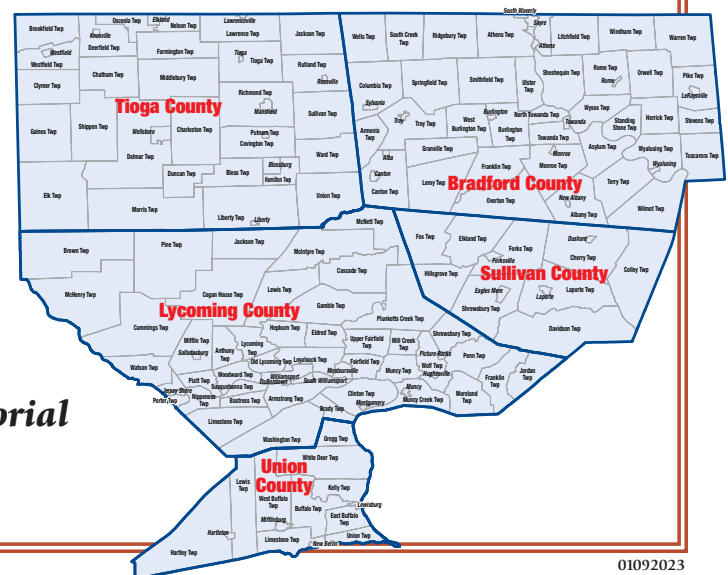 South Waverly
Brookfield Twp
Osceola Twp
Elkland
Nelson Twp
Lawrenceville
Lawrence Twp
Jackson Twp
Wells Twp
South Creek
Twp
Ridgebury Twp
Athens Twp
Sayre
Athens
Litchfield Twp
Windham Twp
Warren Twp
Knoxville
Deerfield Twp
Westfield
Westfield Twp
Farmington Twp
Tioga
Tioga Twp
Rutland Twp
Roseville
Clymer Twp
Chatham Twp
Middlebury Twp
Richmond Twp
Mansfield
Columbia Twp
Springfield Twp
Smithfield Twp
Ulster
Twp
Sheshequin Twp
Rome Twp
Rome
Orwell Twp
Pike Twp
LeRaysville
Tioga County
Sylvania
Gaines Twp
Shippen Twp
Wellsboro
Charleston Twp
Putnam Twp
Covington Twp
Sullivan Twp
Armenia
Twp
Troy
Troy Twp
West
Burlington Twp
Burlington
Burlington
Twp
North Towanda Twp
Towanda
Towanda Twp
Wysox Twp
Standing
Stone Twp
Herrick Twp
Stevens Twp
Delmar Twp
Duncan Twp
Bloss Twp
Blossburg
Hamilton Twp
Ward Twp
Alba
Canton
Canton Twp
Granville Twp
Leroy Twp
Franklin Twp
Monroe
Monroe Twp
Asylum Twp
Wyalusing Twp
Wyalusing
Tuscarora Twp
Bradford County
Elk Twp
Morris Twp
Liberty Twp
Liberty
Union Twp
Overton Twp
New Albany
Albany Twp
Terry Twp
Wilmot Twp
McNett Twp
Brown Twp
Pine Twp
Jackson Twp
McIntyre Twp
Cascade Twp
Fox Twp
Elkland Twp
Forks Twp
Dushore
Cherry Twp
Colley Twp
Forksville
Hillsgrove Twp
Sullivan County
McHenry Twp
Cogan House Twp
Lewis Twp
Gamble Twp
Eagles Mere
Shrewsbury Twp
Laporte
Laporte Twp
Lycoming County
Plunketts Creek Twp
Davidson Twp
Cummings Twp
Hepburn Twp
Eldred Twp
Upper Fairfield
Twp
Mill Creek
Twp
Shrewsbury Twp
Watson Twp
Mifflin Twp
Salladasburg
Anthony
Twp
Lycoming
Twp
Old Lycoming Twp
Loyalsock Twp
Fairfield Twp
Picture Rocks
Wolf Twp
Hughesville
Penn Twp
Jordan
Twp
Piatt Twp
Woodward Twp
Williamsport
DuBoistown
South Williamsport
Montoursville
Muncy Twp
Franklin
Twp
Jersey Shore
Porter Twp
Nippenose
Twp
Susquehanna Twp
Bastress Twp
Armstrong Twp
Clinton Twp
Montgomery
Muncy
Muncy Creek Twp
Moreland
Twp
Limestone Twp
Brady Twp
orial
Washington Twp
Gregg Twp
White Deer Twp
Union
County
Lewis
Twp
West Buffalo
Twp
Kelly Twp
Buffalo Twp
Lewisburg
Mifflinburg
East Buffalo
Twp
Hartleton
Limestone Twp
New Berlin
Union Twp
Hartley Twp
01092023